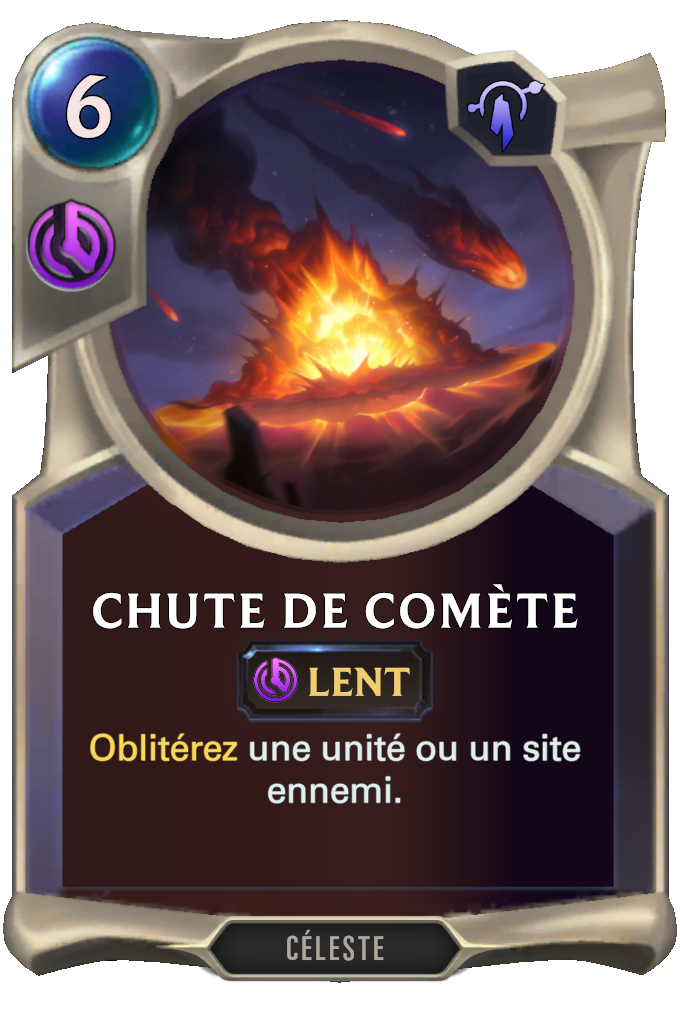 6
CHUTE DE COMÈTE
LENT
Oblitérez une unité ou un site
ennemi.
CÉLESTE